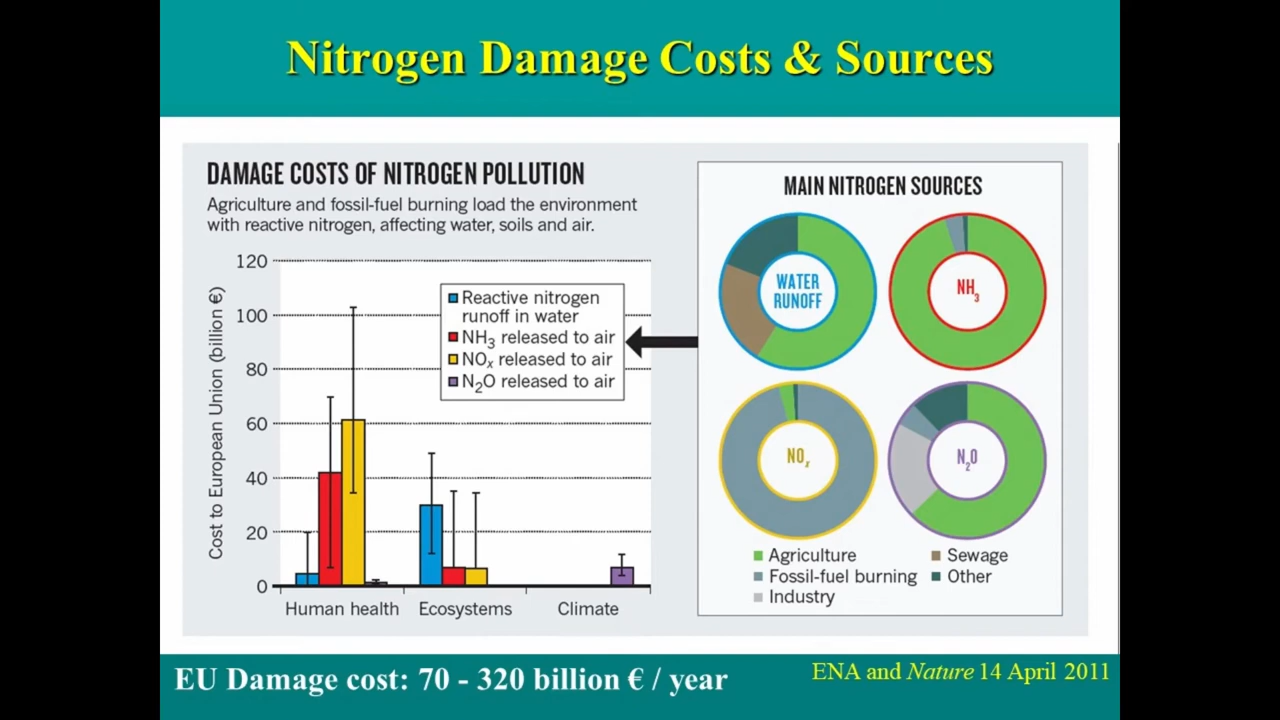 Nitrogen Damage Costs & Sources
DAMAGE COSTS OF NITROGEN POLLUTION
Agriculture and fossil-fuel burning load the environment
with reactive nitrogen, affecting water, soils and air.
Cost to European Union (billion €)
120
100
80
60
40
20
0
Reactive nitrogen
runoff in water
NH3 released to air
NOx released to air
N2O released to air
Human health
Ecosystems
Climate
MAIN NITROGEN SOURCES
WATER
RUNOFF
NH3
NOx
N2O
Agriculture
Fossil-fuel burning
Industry
Sewage
Other
EU Damage cost: 70 - 320 billion € / year
ENA and Nature 14 April 2011